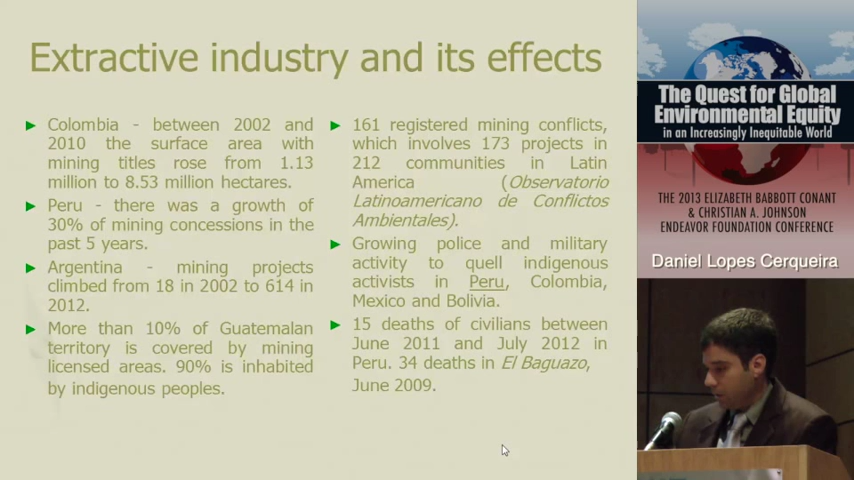 Extractive industry and its effects
Colombia - between 2002 and
2010 the surface area with
mining titles rose from 1.13
million to 8.53 million hectares.
Peru - there was a growth of
30% of mining concessions in the
past 5 years.
Argentina - mining projects
climbed from 18 in 2002 to 614 in
2012.
More than 10% of Guatemalan
territory is covered by mining
licensed areas. 90% is inhabited
by indigenous peoples.
161 registered mining conflicts,
which involves 173 projects in
212 communities in Latin
America (Observatorio
Latinoamericano de Conflictos
Ambientales).
Growing police and military
activity to quell indigenous
activists in Peru, Colombia,
Mexico and Bolivia.
15 deaths of civilians between
June 2011 and July 2012 in
Peru. 34 deaths in El Baguazo,
June 2009.
The Quest for Global
Environmental Equity
in an Increasingly Inequitable World
THE 2013 ELIZABETH BABBOTT CONANT
& CHRISTIAN A. JOHNSON
ENDEAVOR FOUNDATION CONFERENCE
Daniel Lopes Cerqueira